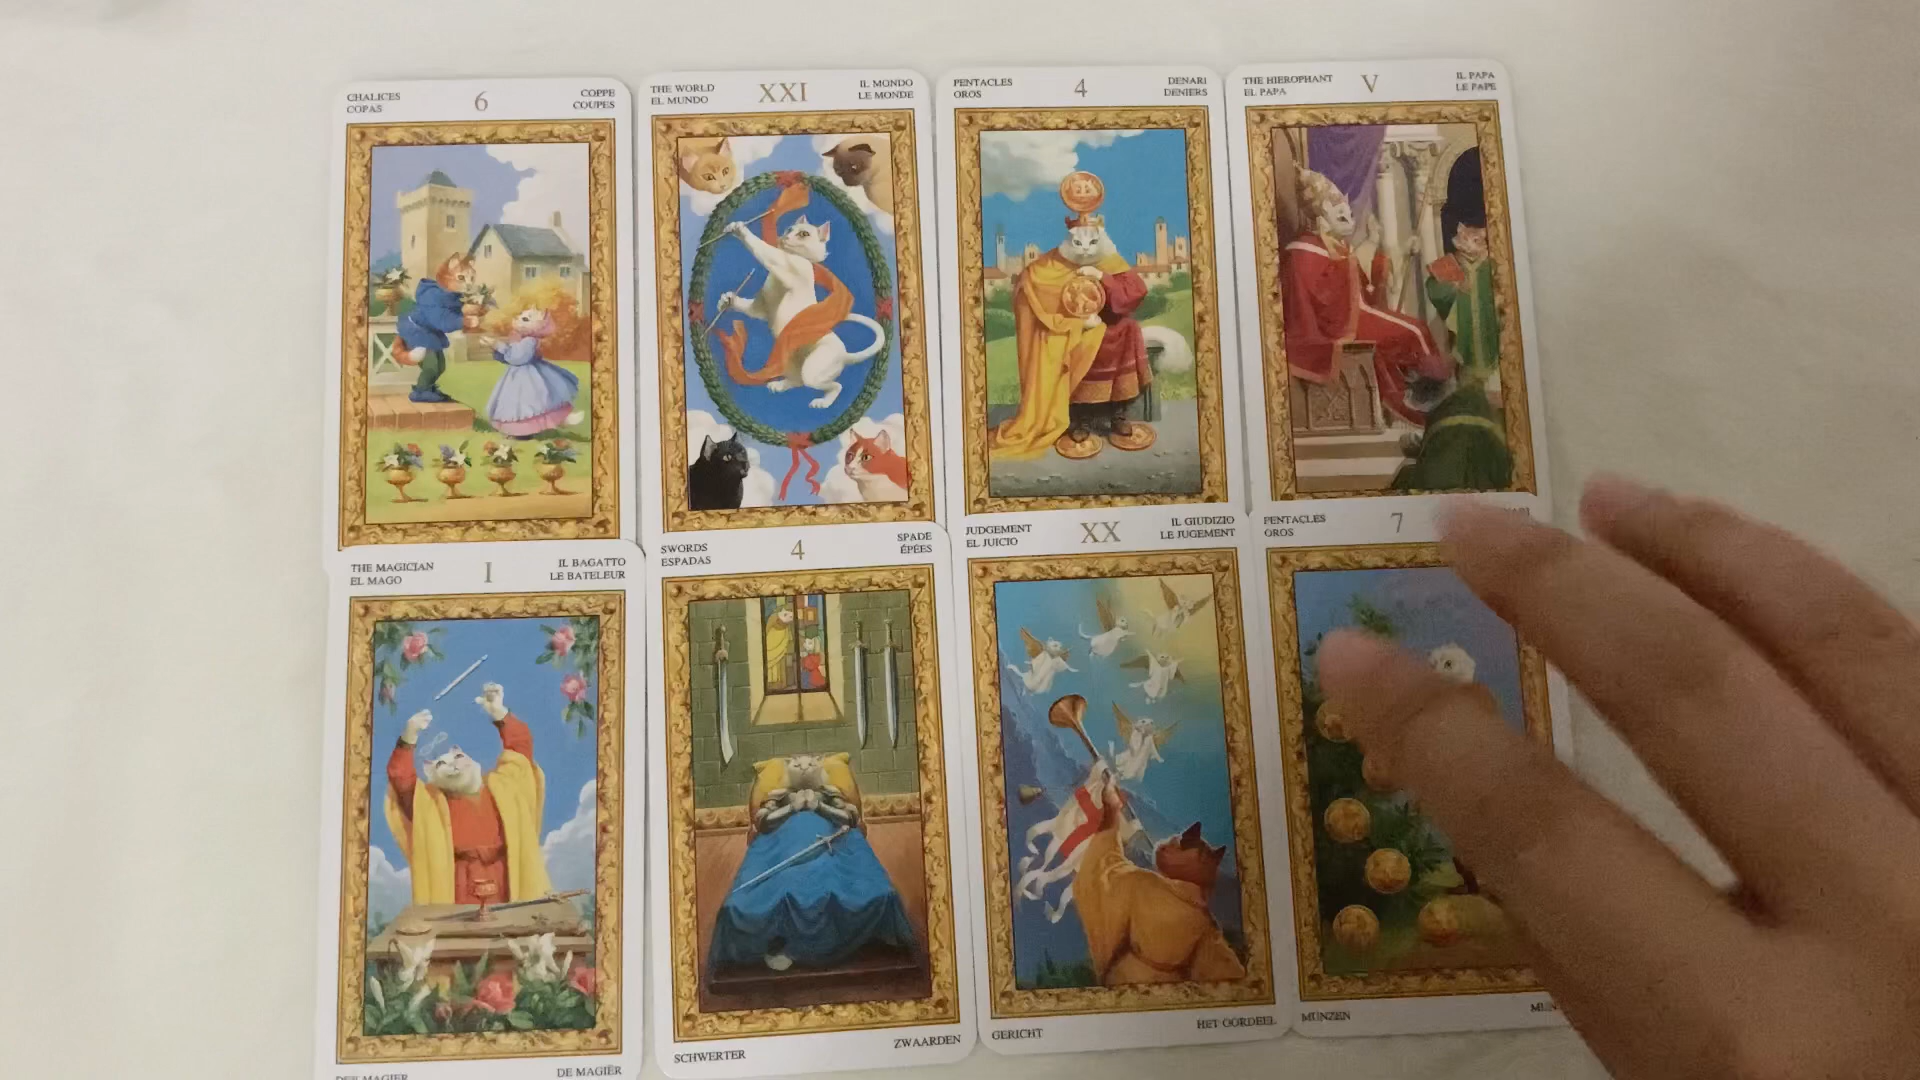 CHALICES 6 COPPE
COPAS COUPES
THE WORLD XXI IL MONDO
EL MUNDO LE MONDE
PENTACLES 4 DENARI
OROS DENIERS
THE HIEROPHANT V IL PAPA
EL PAPA LE PAPE
THE MAGICIAN I IL BAGATTO
EL MAGO LE BATELEUR
DE MAGIËR
SWORDS 4 SPADE
ESPADAS ÉPÉES
SCHWERTER ZWAARDEN
JUDGEMENT XX IL GIUDIZIO
EL JUICIO LE JUGEMENT
GERICHT HET OORDEEL
PENTACLES 7
OROS
MÜNZEN